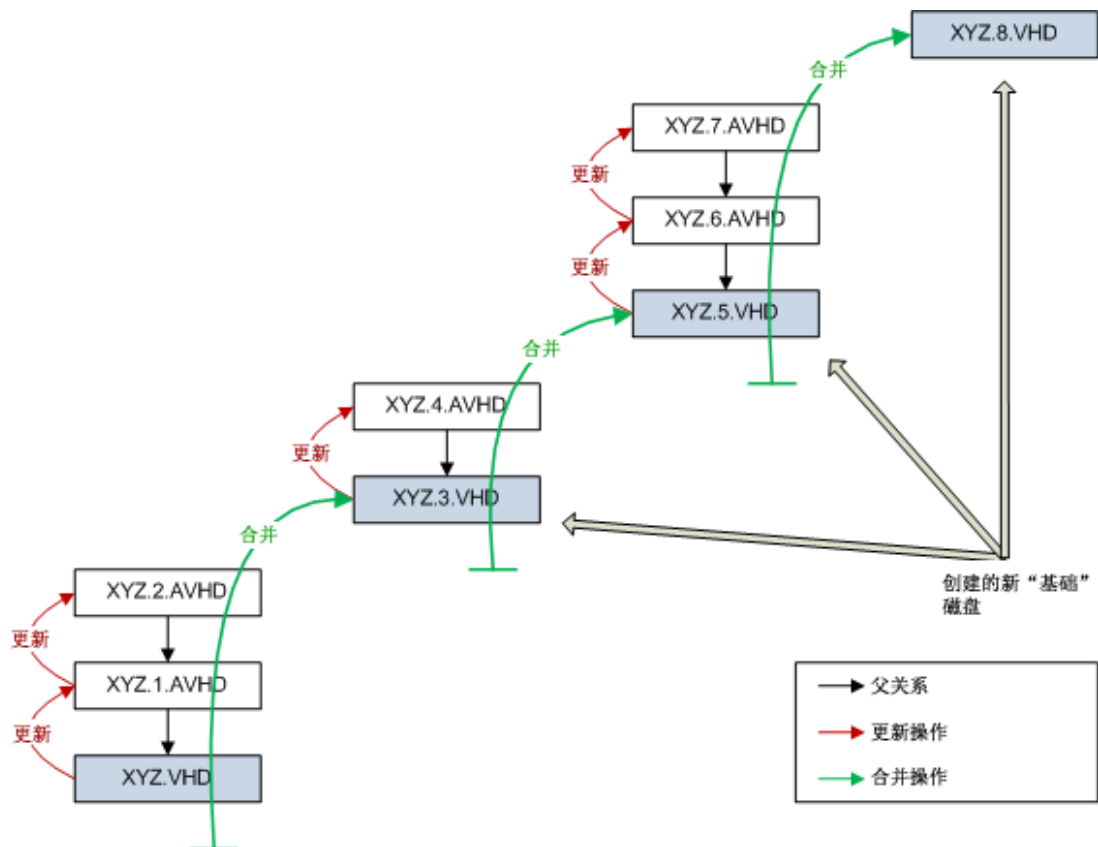 XYZ.8.VHD
合并
XYZ.7.AVHD
更新
XYZ.6.AVHD
更新
XYZ.5.VHD
合并
XYZ.4.AVHD
更新
XYZ.3.VHD
合并
创建的新“基础”
磁盘
XYZ.2.AVHD
更新
XYZ.1.AVHD
更新
XYZ.VHD
父关系
更新操作
合并操作